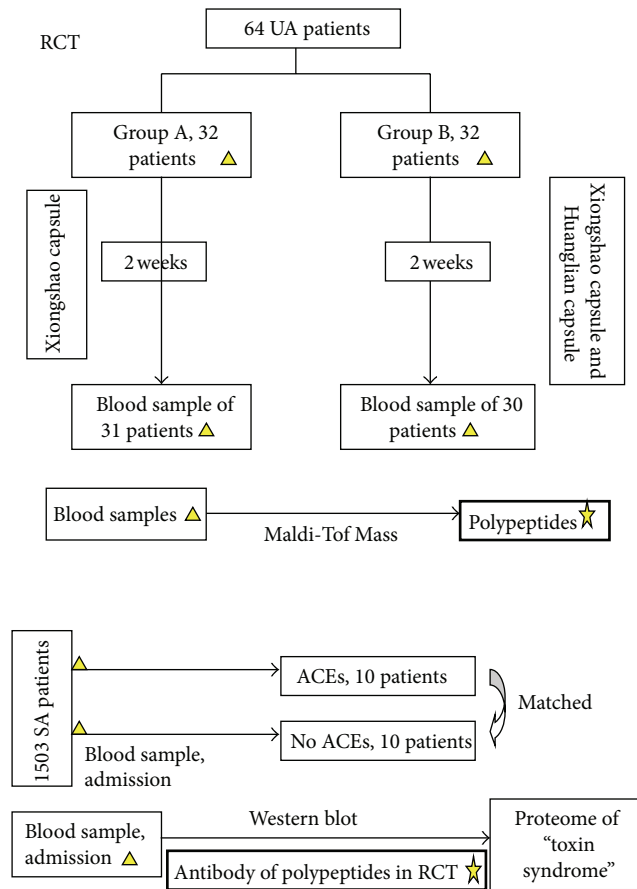 RCT
64 UA patients
Group A, 32
patients
Group B, 32
patients
Xiongshao capsule
2 weeks
2 weeks
Xiongshao capsule and
Huanglian capsule
Blood sample of
31 patients
Blood sample of 30
patients
Blood samples
Maldi-Tof Mass
Polypeptides
1503 SA patients
ACEs, 10 patients
Matched
No ACEs, 10 patients
Blood sample,
admission
Blood sample,
admission
Western blot
Antibody of polypeptides in RCT
Proteome of
“toxin
syndrome”